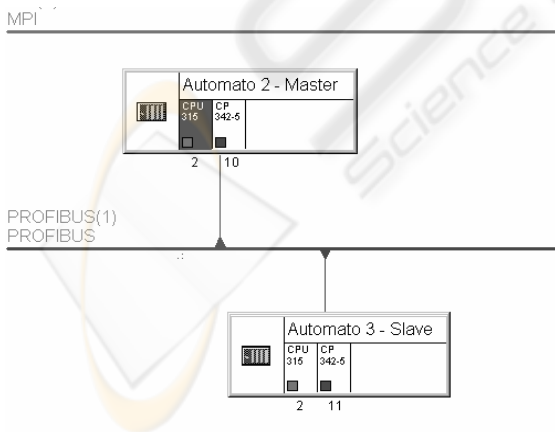 MPI
Automato 2 - Master
CPU 315
CP 342-5
2 10
PROFIBUS(1)
PROFIBUS
Automato 3 - Slave
CPU 315
CP 342-5
2 11
Science